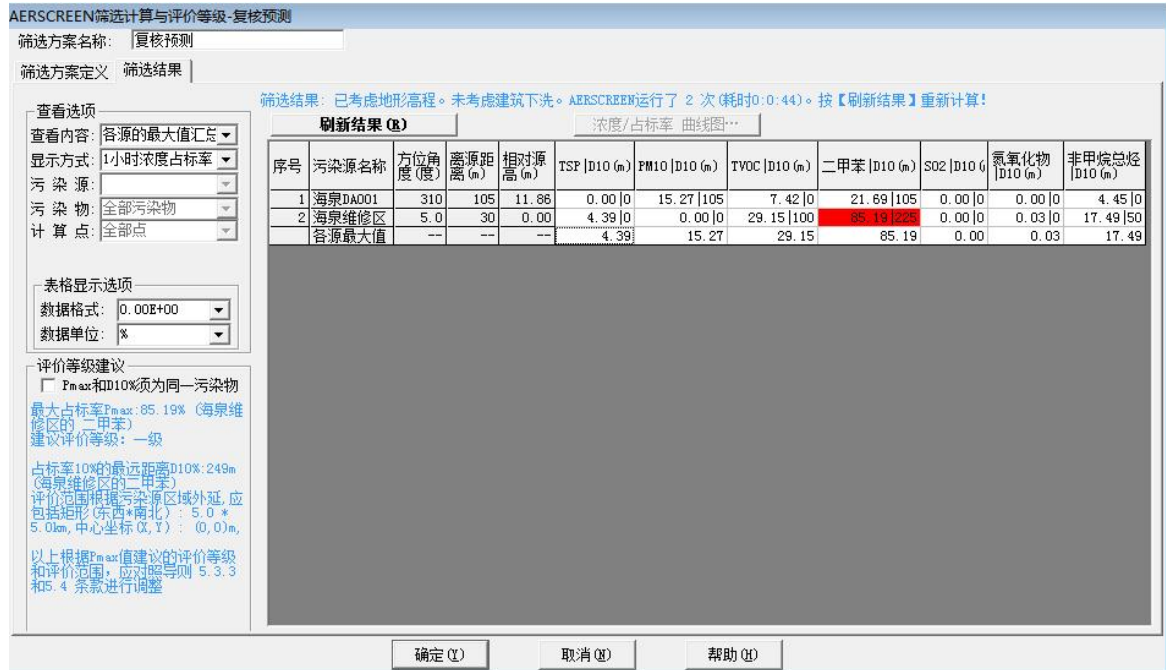 AERSCREEN筛选计算与评价等级-复核预测
筛选方案名称: 复核预测
筛选方案定义 筛选结果
筛选结果: 已考虑地形高程。未考虑建筑下洗。AERSCREEN运行了 2 次(耗时0:0:44)。按【刷新结果】重新计算!
查看选项
查看内容: 各源的最大值汇总
显示方式: 1小时浓度占标率
污 染 源:
污 染 物: 全部污染物
计 算 点: 全部点
表格显示选项
数据格式: 0.00E+00
数据单位: %
评价等级建议
Pmax和D10%须为同一污染物
最大占标率Pmax:85.19% (海泉维
修区的 二甲苯)
建议评价等级: 一级
占标率10%的最远距离D10%:249m
(海泉维修区的二甲苯)
评价范围根据污染源区域外延,应
包括矩形(东西*南北): 5.0 *
5.0km,中心坐标(X,Y): (0,0)m,
以上根据Pmax值建议的评价等级
和评价范围,应对照导则 5.3.3
和5.4 条款进行调整
刷新结果(R) 浓度/占标率 曲线图…
序号 污染源名称 方位角度(度) 离源距离(m) 相对源高(m) TSP|D10(m) PM10|D10(m) TVOC|D10(m) 二甲苯|D10(m) SO2|D10(m 氮氧化物|D10(m) 非甲烷总烃|D10(m)
1 海泉DA001 310 105 11.86 0.00|0 15.27|105 7.42|0 21.69|105 0.00|0 0.00|0 4.45|0
2 海泉维修区 5.0 30 0.00 4.39|0 0.00|0 29.15|100 85.19|225 0.00|0 0.03|0 17.49|50
各源最大值 -- -- -- 4.39 15.27 29.15 85.19 0.00 0.03 17.49
确定(Y) 取消(N) 帮助(H)